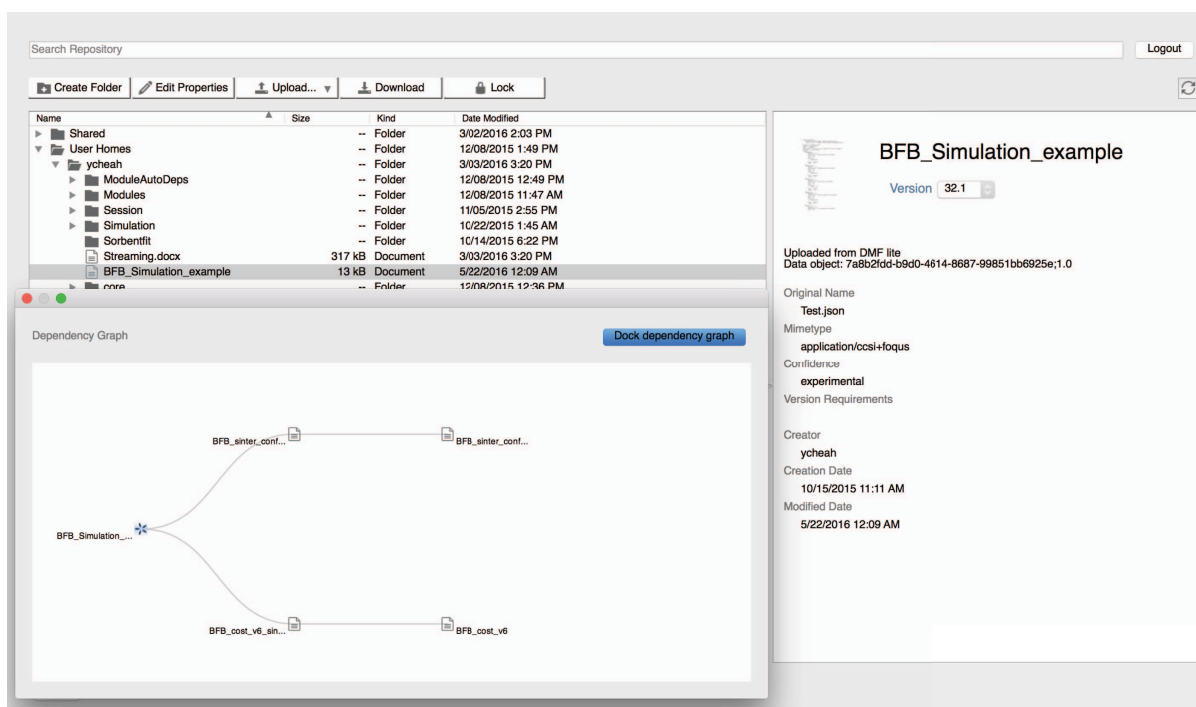 Search Repository
Logout
Create Folder Edit Properties Upload... Download Lock
Name Size Kind Date Modified
Shared -- Folder 3/02/2016 2:03 PM
User Homes -- Folder 12/08/2015 1:49 PM
ycheah -- Folder 3/03/2016 3:20 PM
ModuleAutoDeps -- Folder 12/08/2015 12:49 PM
Modules -- Folder 12/08/2015 11:47 AM
Session -- Folder 11/05/2015 2:55 PM
Simulation -- Folder 10/22/2015 1:45 AM
Sorbentfit -- Folder 10/14/2015 6:22 PM
Streaming.docx 317 kB Document 3/03/2016 3:20 PM
BFB_Simulation_example 13 kB Document 5/22/2016 12:09 AM
core -- Folder 12/08/2015 12:36 PM
Dependency Graph
Dock dependency graph
BFB_sinter_conf...
BFB_sinter_conf...
BFB_Simulation_...
BFB_cost_v6_sin...
BFB_cost_v6
BFB_Simulation_example
Version 32.1
Uploaded from DMF lite
Data object: 7a8b2fdd-b9d0-4614-8687-99851bb6925e;1.0
Original Name
Test.json
Mimetype
application/ccsi+foqus
Confidence
experimental
Version Requirements
Creator
ycheah
Creation Date
10/15/2015 11:11 AM
Modified Date
5/22/2016 12:09 AM